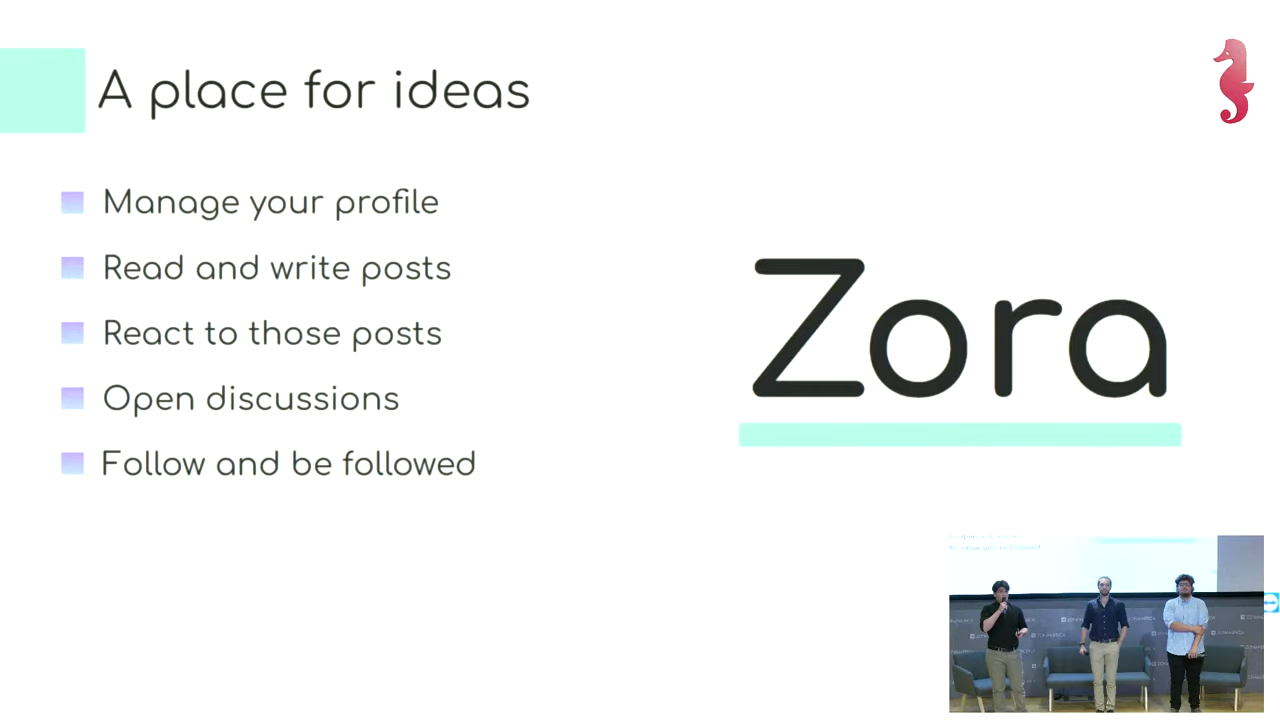 A place for ideas
Manage your profile
Read and write posts
React to those posts
Open discussions
Follow and be followed
Zora